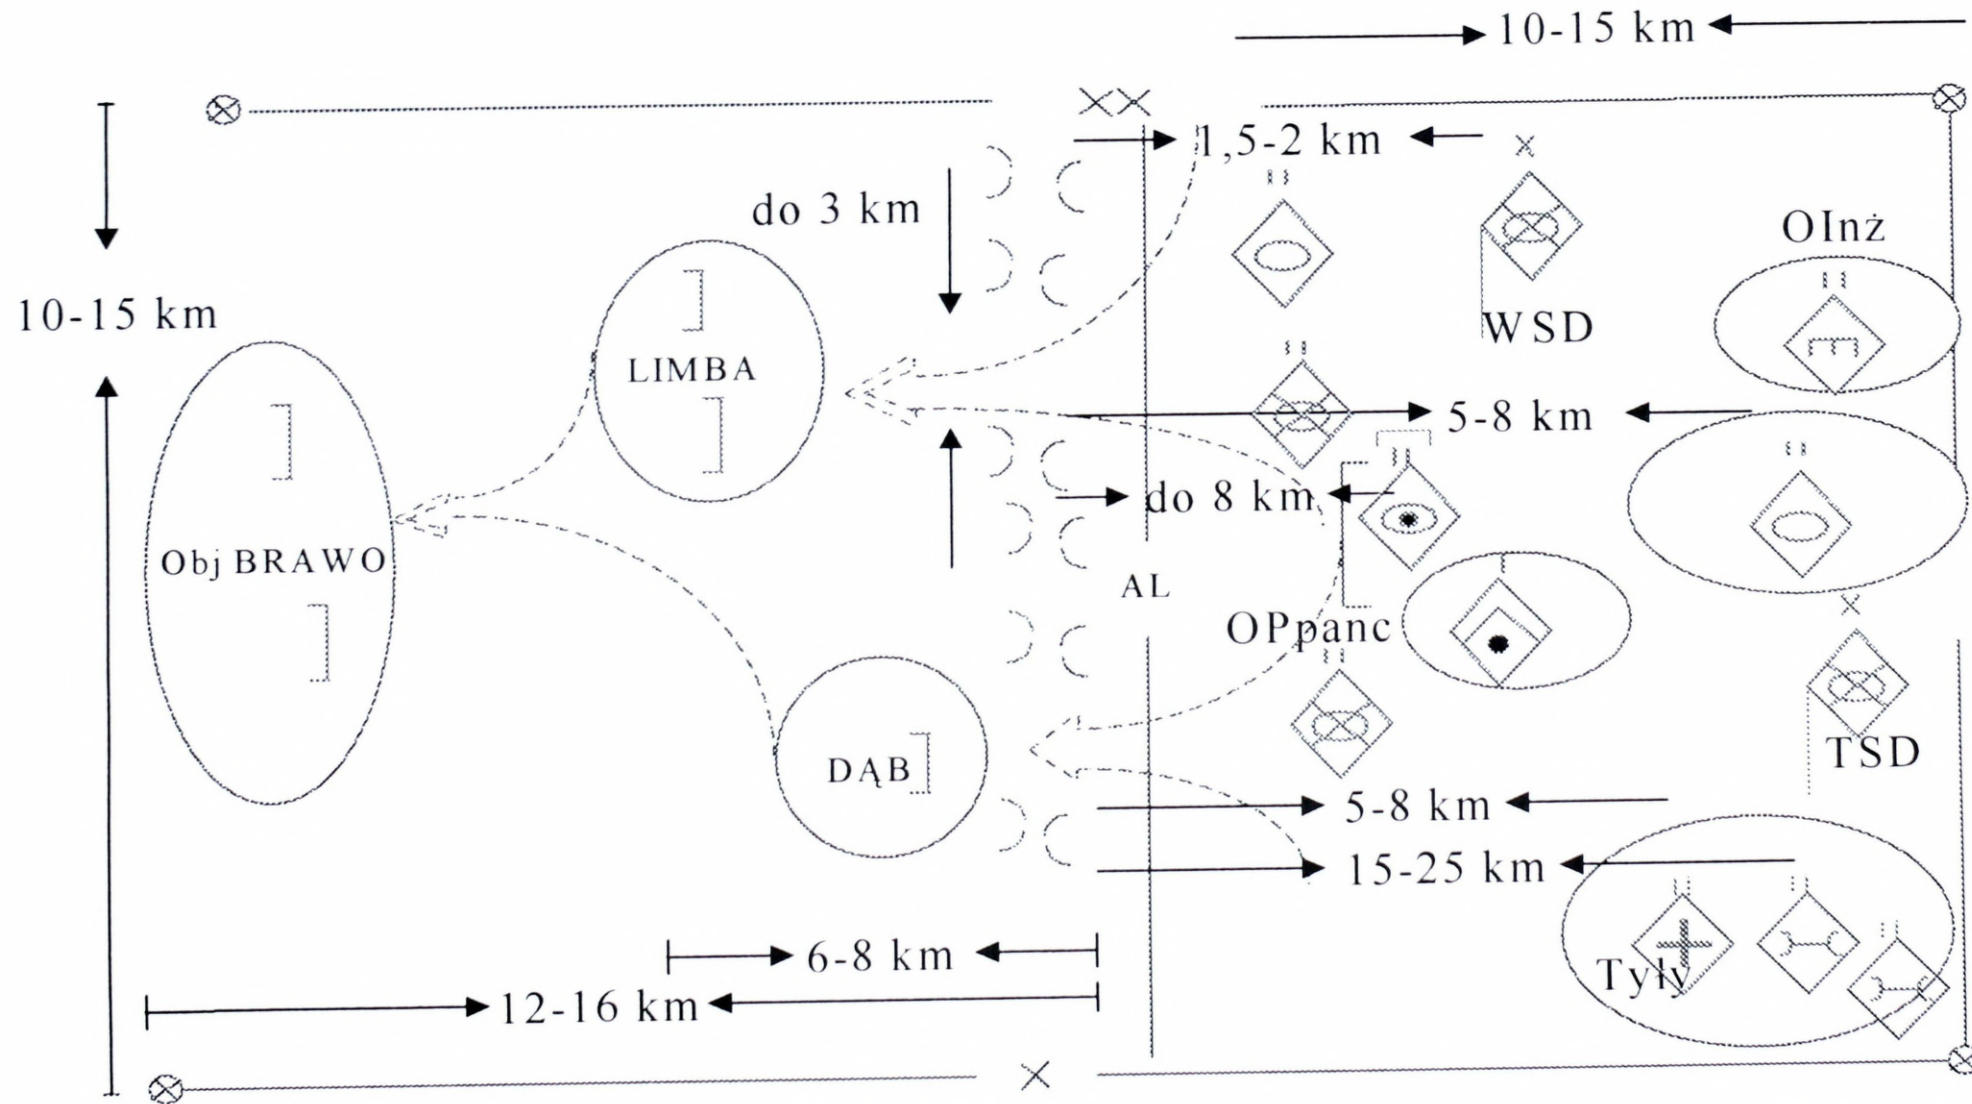 10-15 km
XX
1,5-2 km
X
do 3 km
OInż
10-15 km
WSD
LIMBA
5-8 km
do 8 km
Obj BRAWO
AL
OPpanc
X
TSD
DĄB
5-8 km
15-25 km
6-8 km
Tyły
12-16 km
X